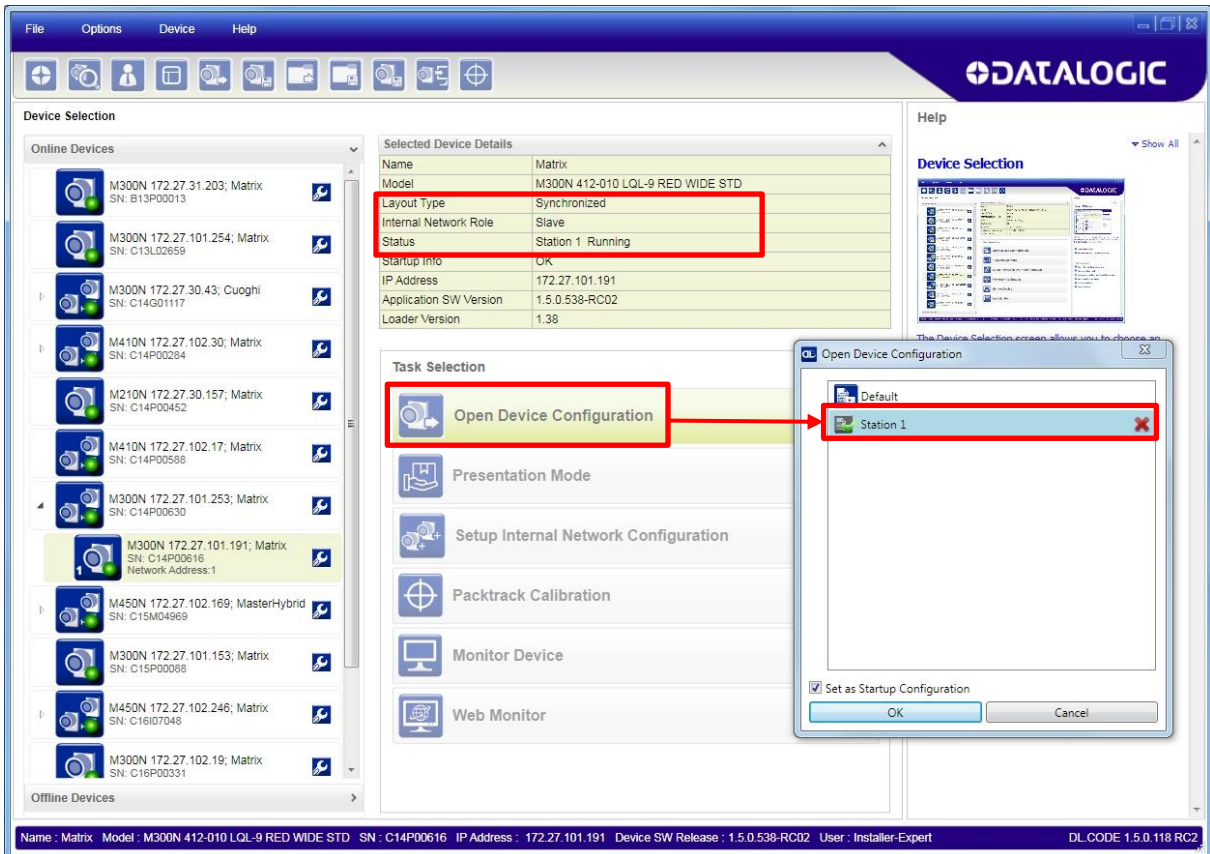 File Options Device Help
DATALOGIC
Device Selection
Online Devices
M300N 172.27.31.203; Matrix
SN: B13P00013
M300N 172.27.101.254; Matrix
SN: C13L02659
M300N 172.27.30.43; Cuoghi
SN: C14G01117
M410N 172.27.102.30; Matrix
SN: C14P00284
M210N 172.27.30.157; Matrix
SN: C14P00452
M410N 172.27.102.17; Matrix
SN: C14P00588
M300N 172.27.101.253; Matrix
SN: C14P00630
M300N 172.27.101.191; Matrix
SN: C14P00616
Network Address:1
1
M450N 172.27.102.169; MasterHybrid
SN: C15M04969
M300N 172.27.101.153; Matrix
SN: C15P00088
M450N 172.27.102.246; Matrix
SN: C16I07048
M300N 172.27.102.19; Matrix
SN: C16P00331
Offline Devices
Selected Device Details
Name Matrix
Model M300N 412-010 LQL-9 RED WIDE STD
Layout Type Synchronized
Internal Network Role Slave
Status Station 1 Running
Startup Info OK
IP Address 172.27.101.191
Application SW Version 1.5.0.538-RC02
Loader Version 1.38
Task Selection
Open Device Configuration
Presentation Mode
Setup Internal Network Configuration
Packtrack Calibration
Monitor Device
Web Monitor
Help
Show All
Device Selection
The Device Selection screen allows you to choose an
Open Device Configuration
Default
Station 1
Set as Startup Configuration
OK Cancel
Name : Matrix Model : M300N 412-010 LQL-9 RED WIDE STD SN : C14P00616 IP Address : 172.27.101.191 Device SW Release : 1.5.0.538-RC02 User : Installer-Expert DL.CODE 1.5.0.118 RC2